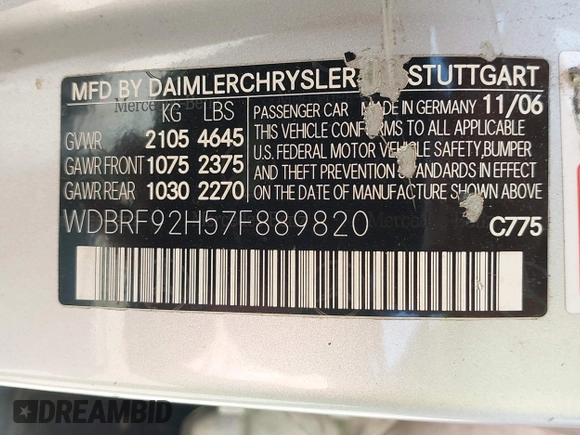 MFD BY DAIMLERCHRYSLER STUTTGART
KG LBS
GVWR 2105 4645
GAWR FRONT 1075 2375
GAWR REAR 1030 2270
PASSENGER CAR MADE IN GERMANY 11/06
THIS VEHICLE CONFORMS TO ALL APPLICABLE
U.S. FEDERAL MOTOR VEHICLE SAFETY, BUMPER
AND THEFT PREVENTION STANDARDS IN EFFECT
ON THE DATE OF MANUFACTURE SHOWN ABOVE
WDBRF92H57F889820
C775
DREAMBID